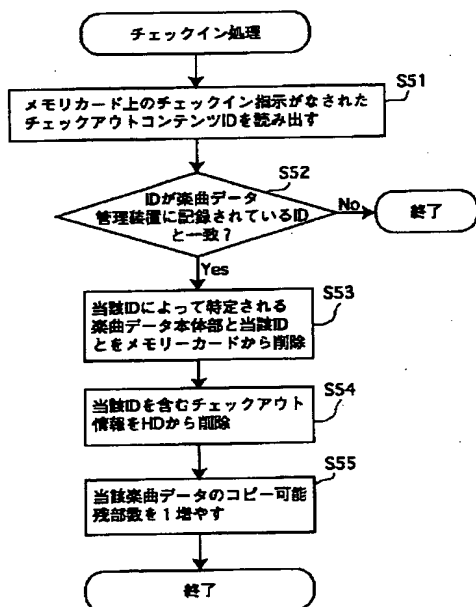 チェックイン処理
S51
メモリカード上のチェックイン指示がなされた
チェックアウトコンテンツIDを読み出す
S52
IDが楽曲データ
管理装置に記録されているID
と一致?
No
終了
Yes
S53
当該IDによって特定される
楽曲データ本体部と当該ID
とをメモリーカードから削除
S54
当該IDを含むチェックアウト
情報をHDから削除
S55
当該楽曲データのコピー可能
残部数を1増やす
終了